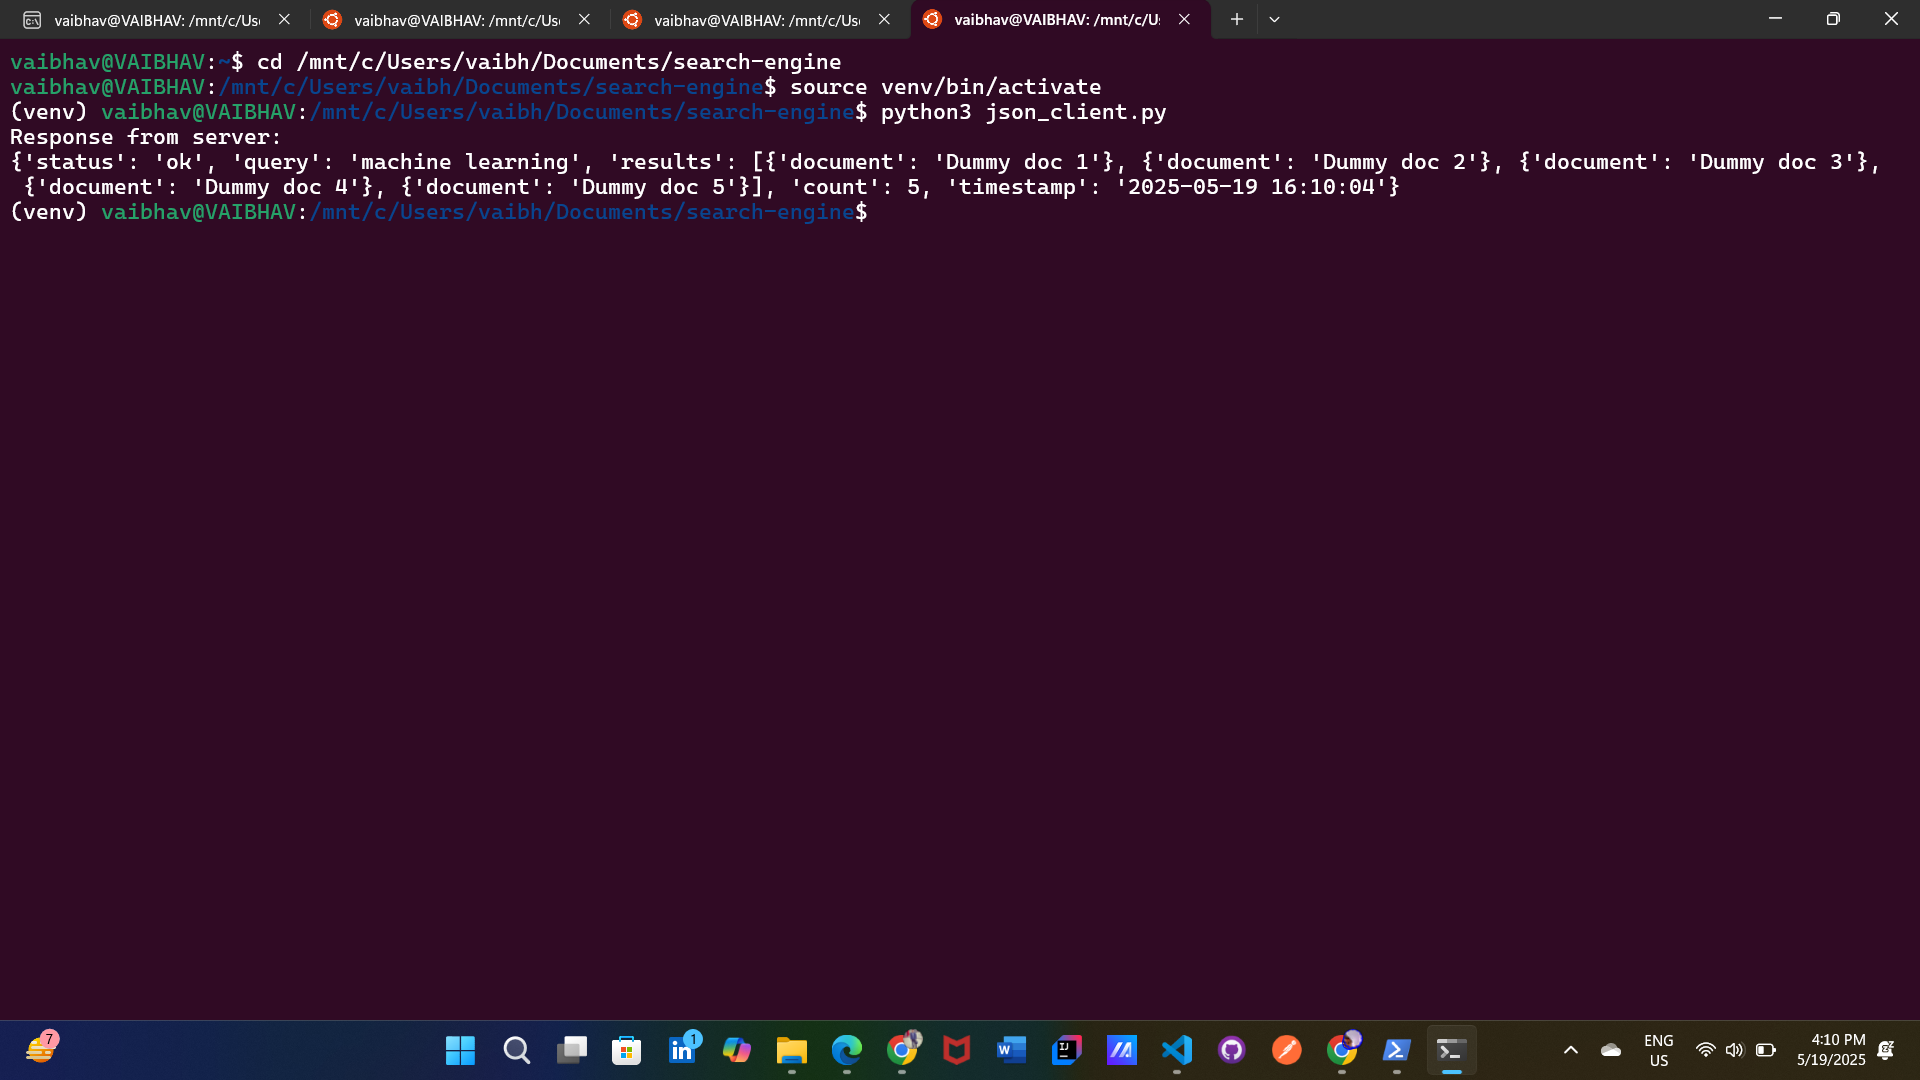 vaibhav@VAIBHAV: /mnt/c/Us
vaibhav@VAIBHAV: /mnt/c/Us
vaibhav@VAIBHAV: /mnt/c/Us
vaibhav@VAIBHAV: /mnt/c/U
vaibhav@VAIBHAV:~$ cd /mnt/c/Users/vaibh/Documents/search-engine
vaibhav@VAIBHAV:/mnt/c/Users/vaibh/Documents/search-engine$ source venv/bin/activate
(venv) vaibhav@VAIBHAV:/mnt/c/Users/vaibh/Documents/search-engine$ python3 json_client.py
Response from server:
{'status': 'ok', 'query': 'machine learning', 'results': [{'document': 'Dummy doc 1'}, {'document': 'Dummy doc 2'}, {'document': 'Dummy doc 3'},
{'document': 'Dummy doc 4'}, {'document': 'Dummy doc 5'}], 'count': 5, 'timestamp': '2025-05-19 16:10:04'}
(venv) vaibhav@VAIBHAV:/mnt/c/Users/vaibh/Documents/search-engine$
7
1
ENG
US
4:10 PM
5/19/2025